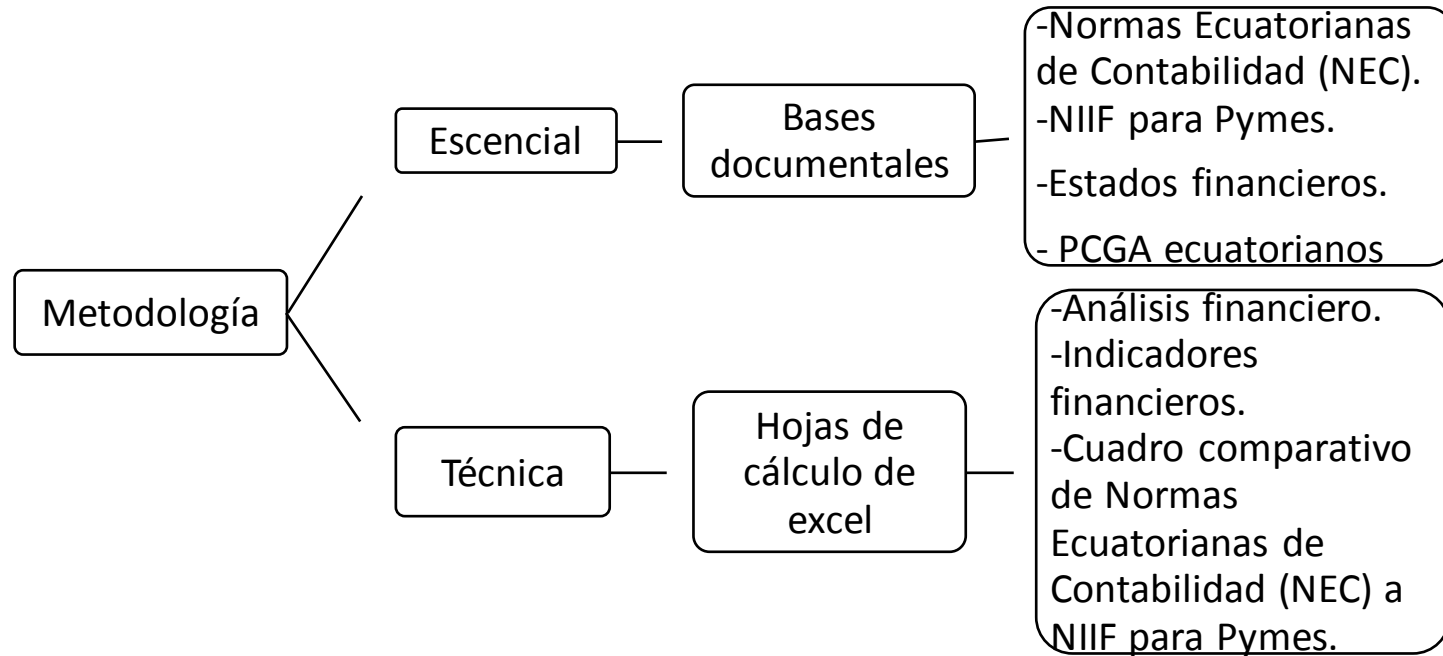 Metodología
Escencial
Bases
documentales
-Normas Ecuatorianas
de Contabilidad (NEC).
-NIIF para Pymes.
-Estados financieros.
- PCGA ecuatorianos
Técnica
Hojas de
cálculo de
excel
-Análisis financiero.
-Indicadores
financieros.
-Cuadro comparativo
de Normas
Ecuatorianas de
Contabilidad (NEC) a
NIIF para Pymes.